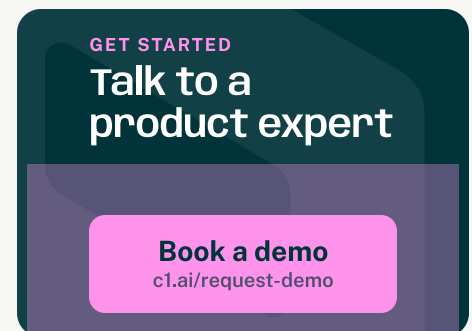 GET STARTED
Talk to a
product expert
Book a demo
c1.ai/request-demo